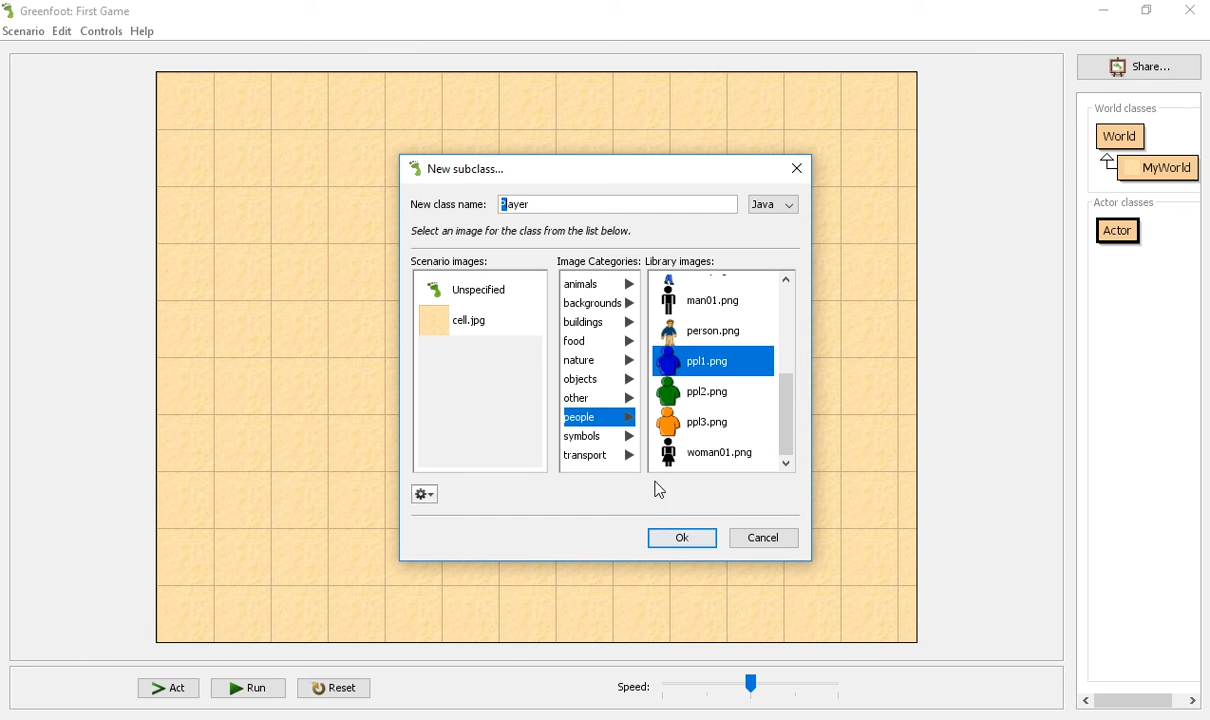 Greenfoot: First Game
Scenario Edit Controls Help
Share...
World classes
World
MyWorld
Actor classes
Actor
New subclass...
New class name: Player Java
Select an image for the class from the list below.
Scenario images: Image Categories: Library images:
Unspecified
cell.jpg
animals
backgrounds
buildings
food
nature
objects
other
people
symbols
transport
man01.png
person.png
ppl1.png
ppl2.png
ppl3.png
woman01.png
Ok Cancel
Act Run Reset Speed: